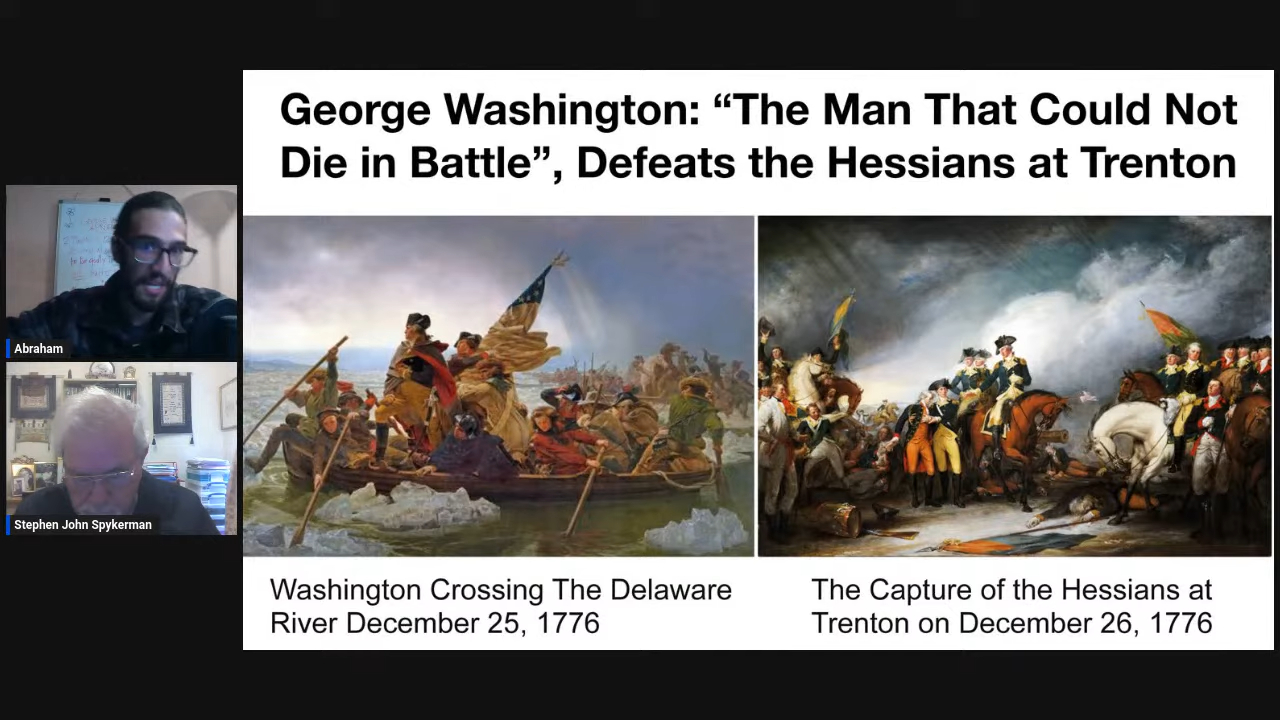 George Washington: “The Man That Could Not
Die in Battle”, Defeats the Hessians at Trenton
Abraham
Stephen John Spykerman
Washington Crossing The Delaware
River December 25, 1776
The Capture of the Hessians at
Trenton on December 26, 1776